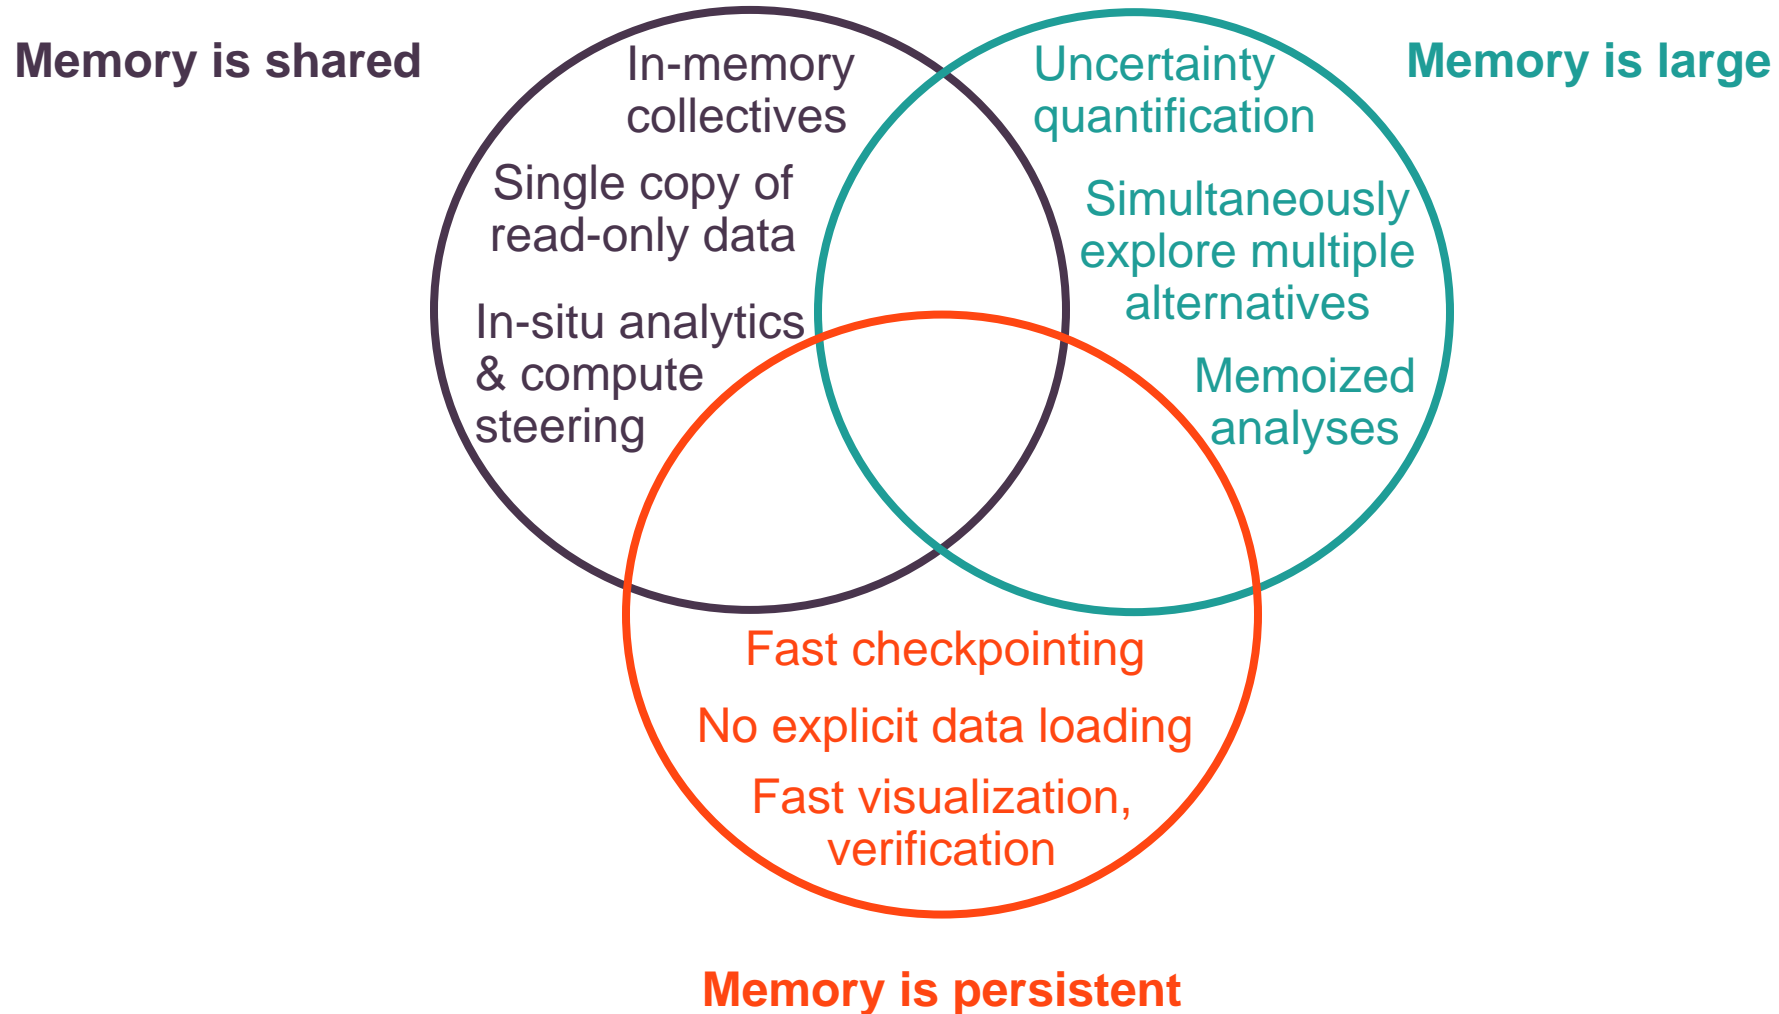 Memory is shared
In-memory
collectives
Single copy of
read-only data
In-situ analytics
& compute
steering
Uncertainty
quantification
Memory is large
Simultaneously
explore multiple
alternatives
Memoized
analyses
Fast checkpointing
No explicit data loading
Fast visualization,
verification
Memory is persistent